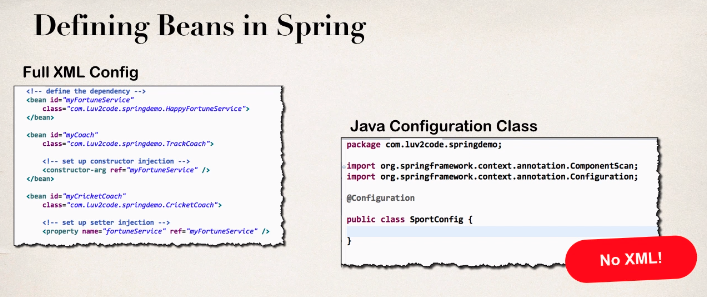 Defining Beans in Spring
Full XML Config
<!-- define the dependency -->
<bean id="myFortuneService"
class="com.luv2code.springdemo.HappyFortuneService">
</bean>
<bean id="myCoach"
class="com.luv2code.springdemo.TrackCoach">
<!-- set up constructor injection -->
<constructor-arg ref="myFortuneService" />
</bean>
<bean id="myCricketCoach"
class="com.luv2code.springdemo.CricketCoach">
<!-- set up setter injection -->
<property name="fortuneService" ref="myFortuneService" />
Java Configuration Class
package com.luv2code.springdemo;
import org.springframework.context.annotation.ComponentScan;
import org.springframework.context.annotation.Configuration;
@Configuration
public class SportConfig {
}
No XML!